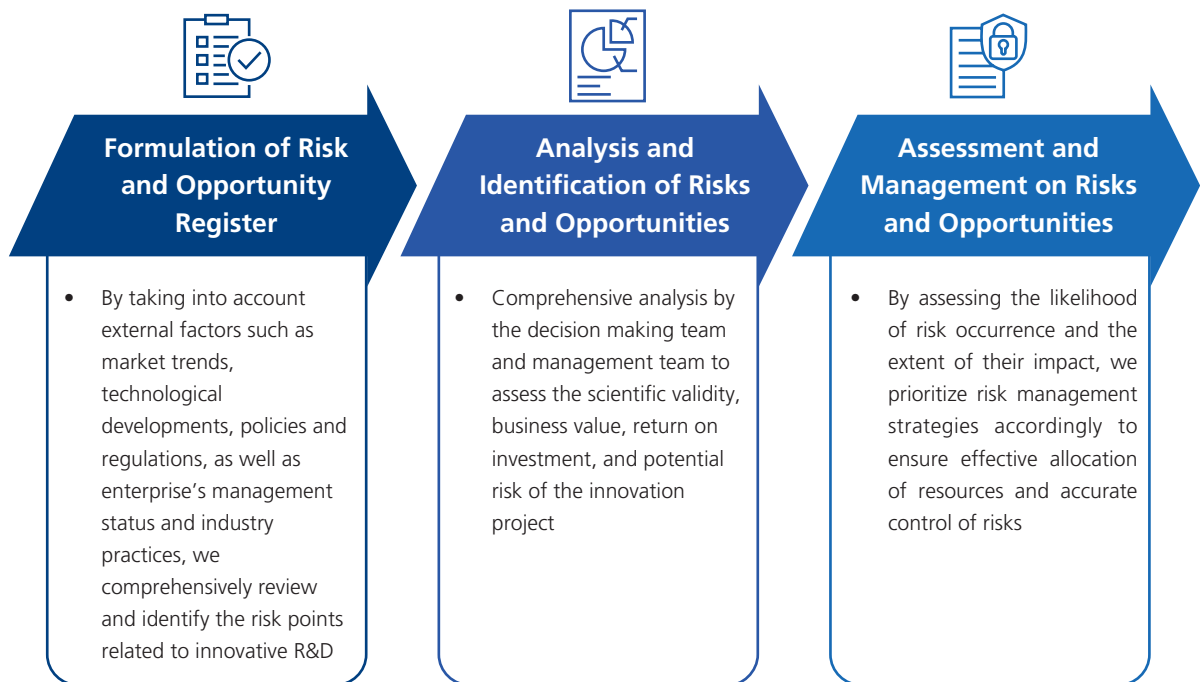 Formulation of Risk
and Opportunity
Register
• By taking into account
external factors such as
market trends,
technological
developments, policies and
regulations, as well as
enterprise’s management
status and industry
practices, we
comprehensively review
and identify the risk points
related to innovative R&D
Analysis and
Identification of Risks
and Opportunities
• Comprehensive analysis by
the decision making team
and management team to
assess the scientific validity,
business value, return on
investment, and potential
risk of the innovation
project
Assessment and
Management on Risks
and Opportunities
• By assessing the likelihood
of risk occurrence and the
extent of their impact, we
prioritize risk management
strategies accordingly to
ensure effective allocation
of resources and accurate
control of risks